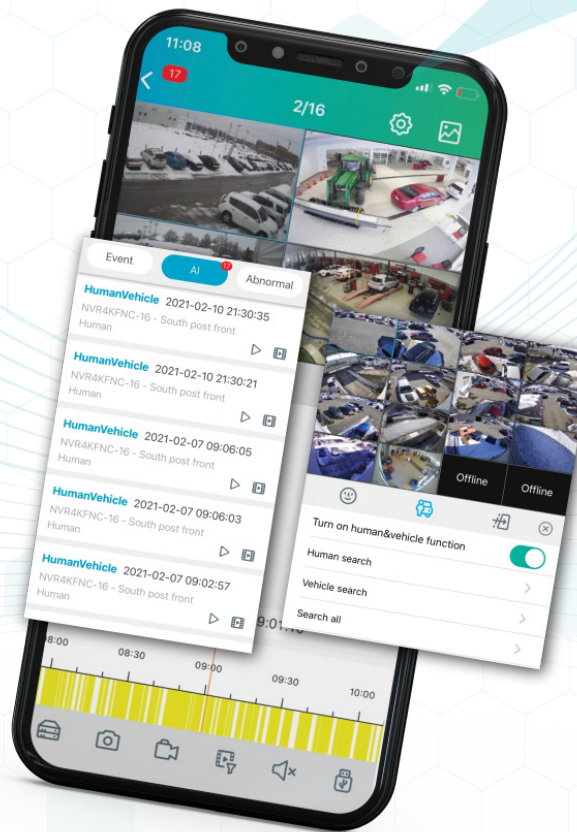 11:08
17
2/16
Event
AI
17
Abnormal
HumanVehicle 2021-02-10 21:30:35
NVR4KFNC-16 - South post front
Human
HumanVehicle 2021-02-10 21:30:21
NVR4KFNC-16 - South post front
Human
HumanVehicle 2021-02-07 09:06:05
NVR4KFNC-16 - South post front
Human
HumanVehicle 2021-02-07 09:06:03
NVR4KFNC-16 - South post front
Human
HumanVehicle 2021-02-07 09:02:57
NVR4KFNC-16 - South post front
Human
Offline
Offline
Turn on human&vehicle function
Human search
Vehicle search
Search all
08:00
08:30
09:00
09:30
10:00